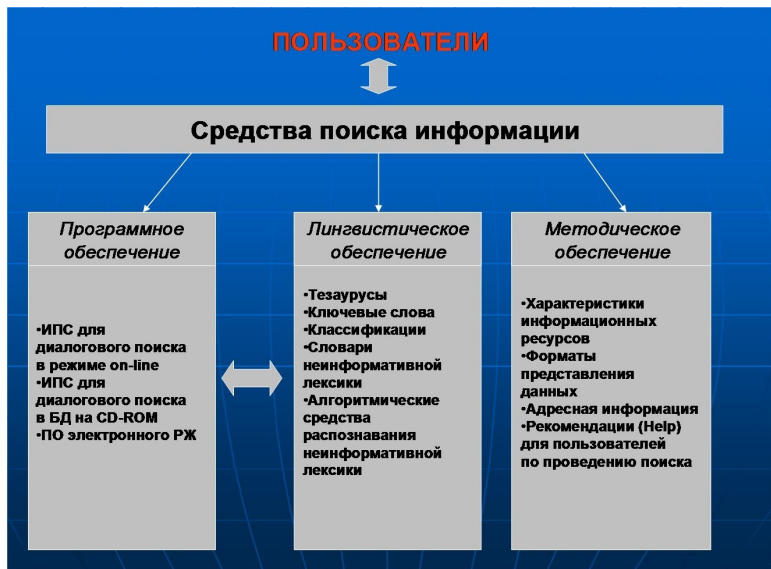 ПОЛЬЗОВАТЕЛИ
Средства поиска информации
Программное
обеспечение
•ИПС для
диалогового поиска
в режиме on-line
•ИПС для
диалогового поиска
в БД на CD-ROM
•ПО электронного РЖ
Лингвистическое
обеспечение
•Тезаурусы
•Ключевые слова
•Классификации
•Словари
неинформативной
лексики
•Алгоритмические
средства
распознавания
неинформативной
лексики
Методическое
обеспечение
•Характеристики
информационных
ресурсов
•Форматы
представления
данных
•Адресная информация
•Рекомендации (Help)
для пользователей
по проведению поиска